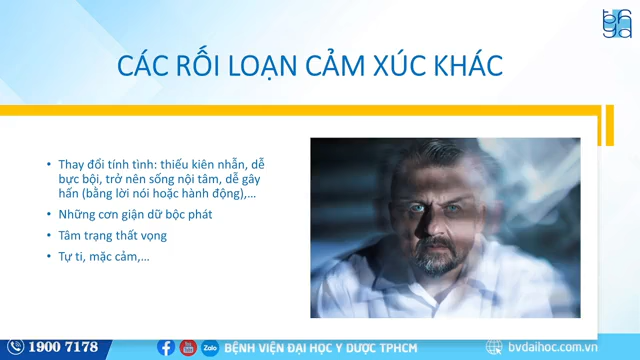 CÁC RỐI LOẠN CẢM XÚC KHÁC
• Thay đổi tính tình: thiếu kiên nhẫn, dễ
bực bội, trở nên sống nội tâm, dễ gây
hấn (bằng lời nói hoặc hành động),...
• Những cơn giận dữ bộc phát
• Tâm trạng thất vọng
• Tự ti, mặc cảm,...
1900 7178
Zalo
BỆNH VIỆN ĐẠI HỌC Y DƯỢC TPHCM
bvdaihoc.com.vn